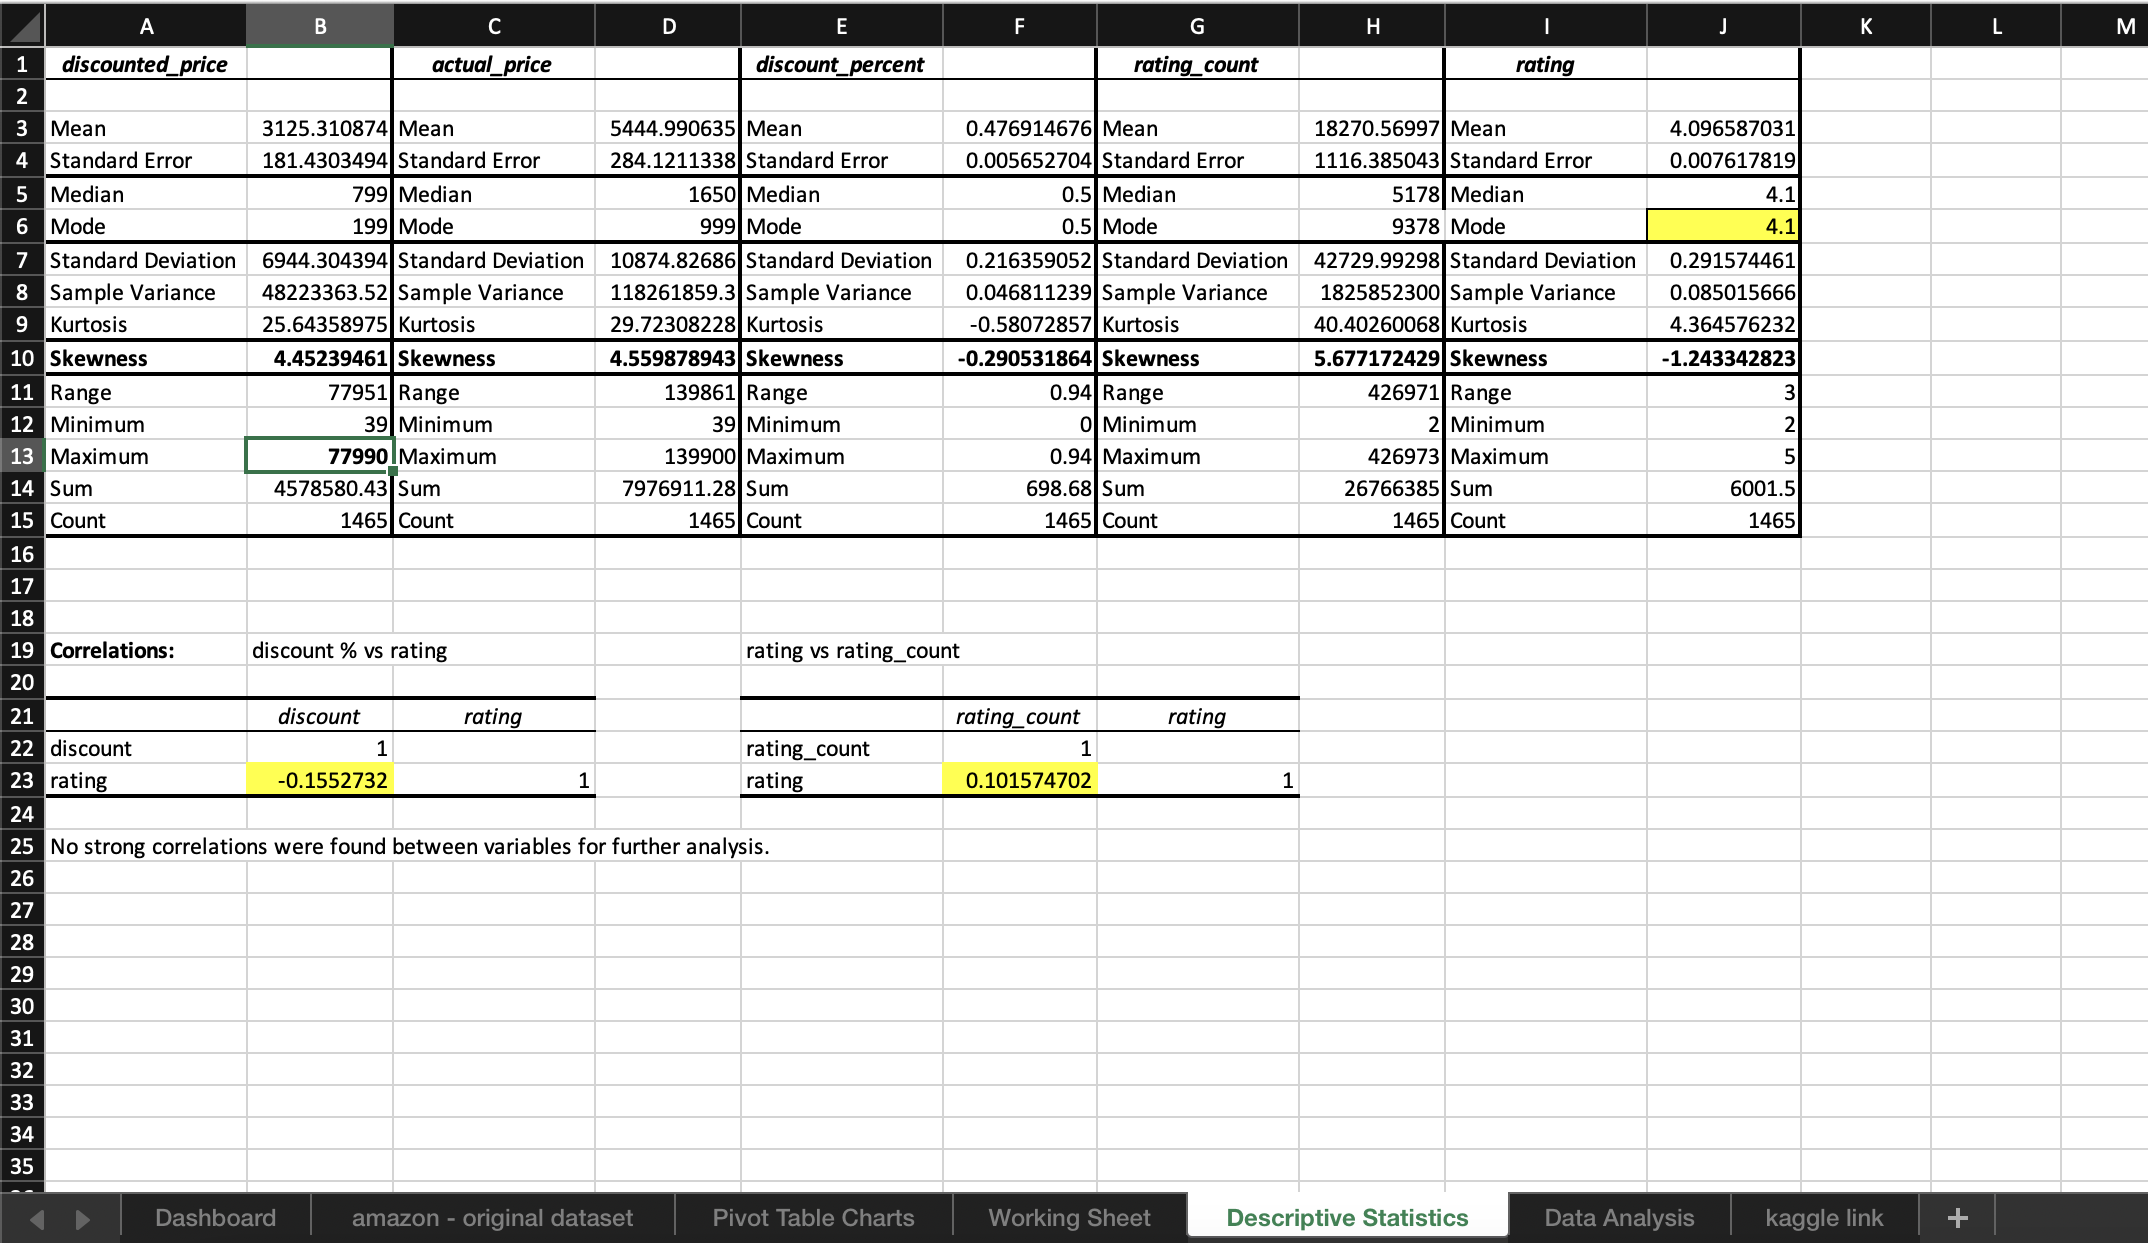 A B C D E F G H I J K L M
1 discounted_price actual_price discount_percent rating_count rating
2
3 Mean 3125.310874 Mean 5444.990635 Mean 0.476914676 Mean 18270.56997 Mean 4.096587031
4 Standard Error 181.4303494 Standard Error 284.1211338 Standard Error 0.005652704 Standard Error 1116.385043 Standard Error 0.007617819
5 Median 799 Median 1650 Median 0.5 Median 5178 Median 4.1
6 Mode 199 Mode 999 Mode 0.5 Mode 9378 Mode 4.1
7 Standard Deviation 6944.304394 Standard Deviation 10874.82686 Standard Deviation 0.216359052 Standard Deviation 42729.99298 Standard Deviation 0.291574461
8 Sample Variance 48223363.52 Sample Variance 118261859.3 Sample Variance 0.046811239 Sample Variance 1825852300 Sample Variance 0.085015666
9 Kurtosis 25.64358975 Kurtosis 29.72308228 Kurtosis -0.58072857 Kurtosis 40.40260068 Kurtosis 4.364576232
10 Skewness 4.45239461 Skewness 4.559878943 Skewness -0.290531864 Skewness 5.677172429 Skewness -1.243342823
11 Range 77951 Range 139861 Range 0.94 Range 426971 Range 3
12 Minimum 39 Minimum 39 Minimum 0 Minimum 2 Minimum 2
13 Maximum 77990 Maximum 139900 Maximum 0.94 Maximum 426973 Maximum 5
14 Sum 4578580.43 Sum 7976911.28 Sum 698.68 Sum 26766385 Sum 6001.5
15 Count 1465 Count 1465 Count 1465 Count 1465 Count 1465
16
17
18
19 Correlations: discount % vs rating rating vs rating_count
20
21 discount rating rating_count rating
22 discount 1 rating_count 1
23 rating -0.1552732 1 rating 0.101574702 1
24
25 No strong correlations were found between variables for further analysis.
26
27
28
29
30
31
32
33
34
35
Dashboard amazon - original dataset Pivot Table Charts Working Sheet Descriptive Statistics Data Analysis kaggle link +